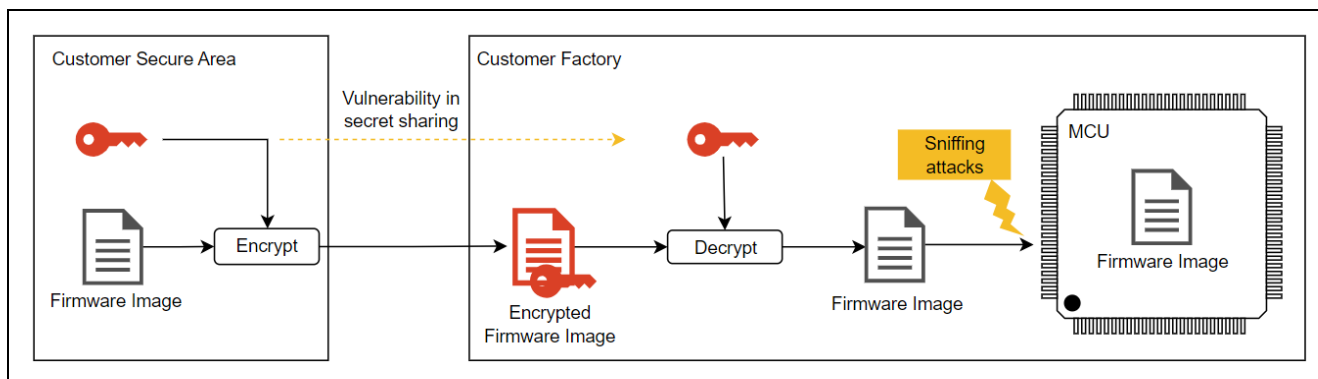 Customer Secure Area
Customer Factory
Vulnerability in
secret sharing
Sniffing
attacks
MCU
Encrypt
Decrypt
Firmware Image
Encrypted
Firmware Image
Firmware Image
Firmware Image